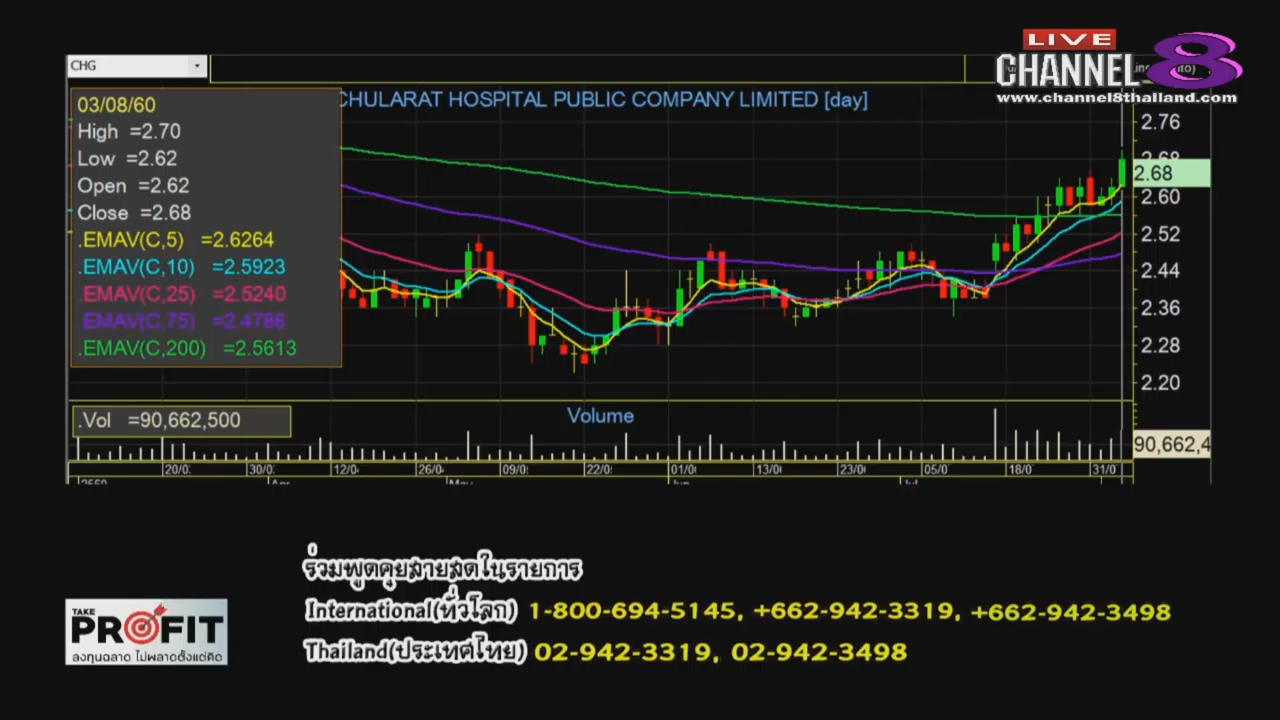 LIVE
CHANNEL 8
www.channel8thailand.com
CHG
CHULARAT HOSPITAL PUBLIC COMPANY LIMITED [day]
03/08/60
High =2.70
Low =2.62
Open =2.62
Close =2.68
.EMAV(C,5) =2.6264
.EMAV(C,10) =2.5923
.EMAV(C,25) =2.5240
.EMAV(C,75) =2.4786
.EMAV(C,200) =2.5613
2.76
2.68
2.68
2.60
2.52
2.44
2.36
2.28
2.20
.Vol =90,662,500
Volume
90,662,4
20/0 30/0 12/0 26/0 09/0 22/0 01/0 13/0 23/0 05/0 18/0 31/0
2560 Apr May Jun Jul
ร่วมพูดคุยสายสดในรายการ
International(ทั่วโลก) 1-800-694-5145, +662-942-3319, +662-942-3498
Thailand(ประเทศไทย) 02-942-3319, 02-942-3498
TAKE
PROFIT
ลงทุนฉลาด ไม่พลาดตั้งแต่คิด